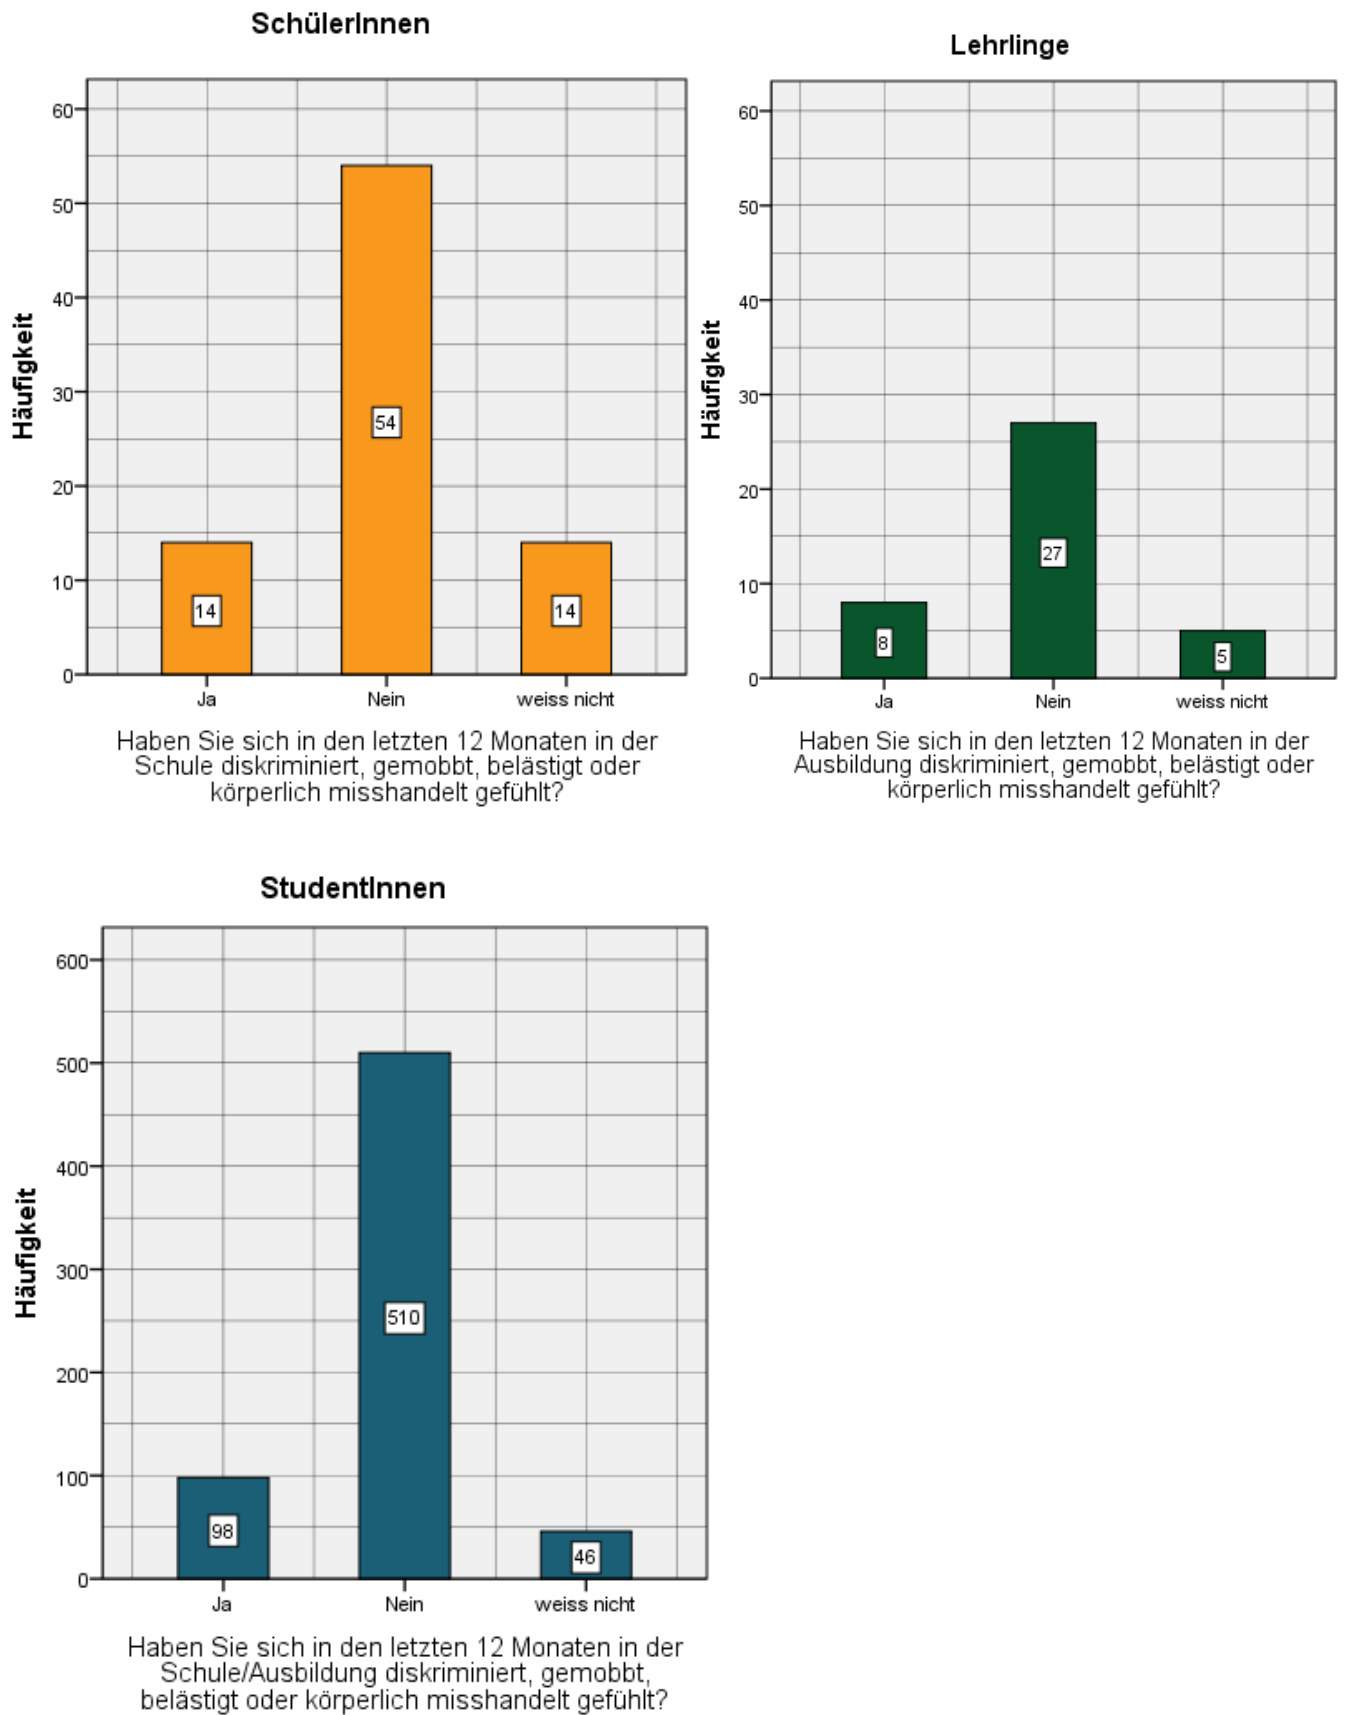 SchülerInnen
Häufigkeit
60
50
40
30
20
10
0
54
14
14
Ja
Nein
weiss nicht
Haben Sie sich in den letzten 12 Monaten in der
Schule diskriminiert, gemobbt, belästigt oder
körperlich misshandelt gefühlt?
Lehrlinge
Häufigkeit
60
50
40
30
20
10
0
27
8
5
Ja
Nein
weiss nicht
Haben Sie sich in den letzten 12 Monaten in der
Ausbildung diskriminiert, gemobbt, belästigt oder
körperlich misshandelt gefühlt?
StudentInnen
Häufigkeit
600
500
400
300
200
100
0
510
98
46
Ja
Nein
weiss nicht
Haben Sie sich in den letzten 12 Monaten in der
Schule/Ausbildung diskriminiert, gemobbt,
belästigt oder körperlich misshandelt gefühlt?